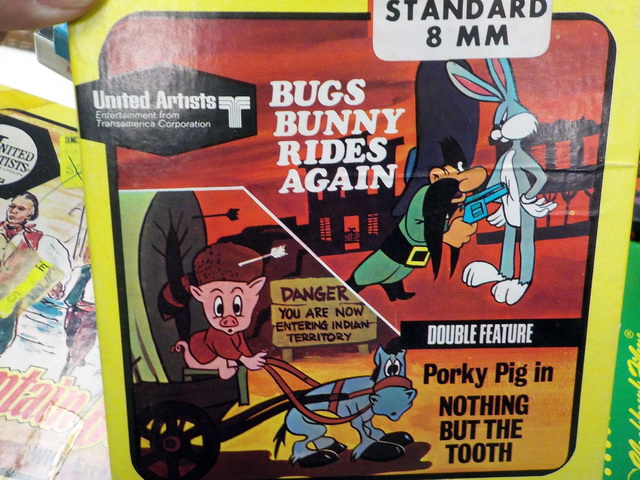 STANDARD
8 MM
United Artists
Entertainment from
Transamerica Corporation
BUGS
BUNNY
RIDES
AGAIN
DANGER
YOU ARE NOW
ENTERING INDIAN
TERRITORY
DOUBLE FEATURE
Porky Pig in
NOTHING
BUT THE
TOOTH